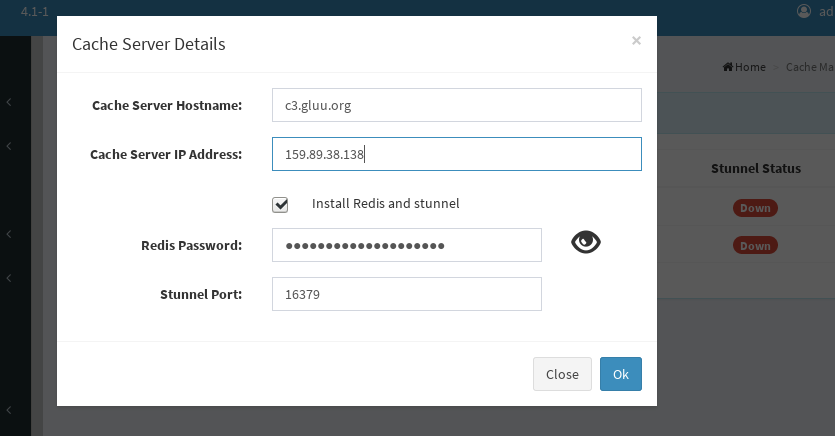 4.1-1
ad
Cache Server Details
×
Home
Cache Ma
Cache Server Hostname:
c3.gluu.org
Cache Server IP Address:
159.89.38.138
Stunnel Status
Install Redis and stunnel
Down
Redis Password:
••••••••••••••••••••
Down
Stunnel Port:
16379
Close
Ok